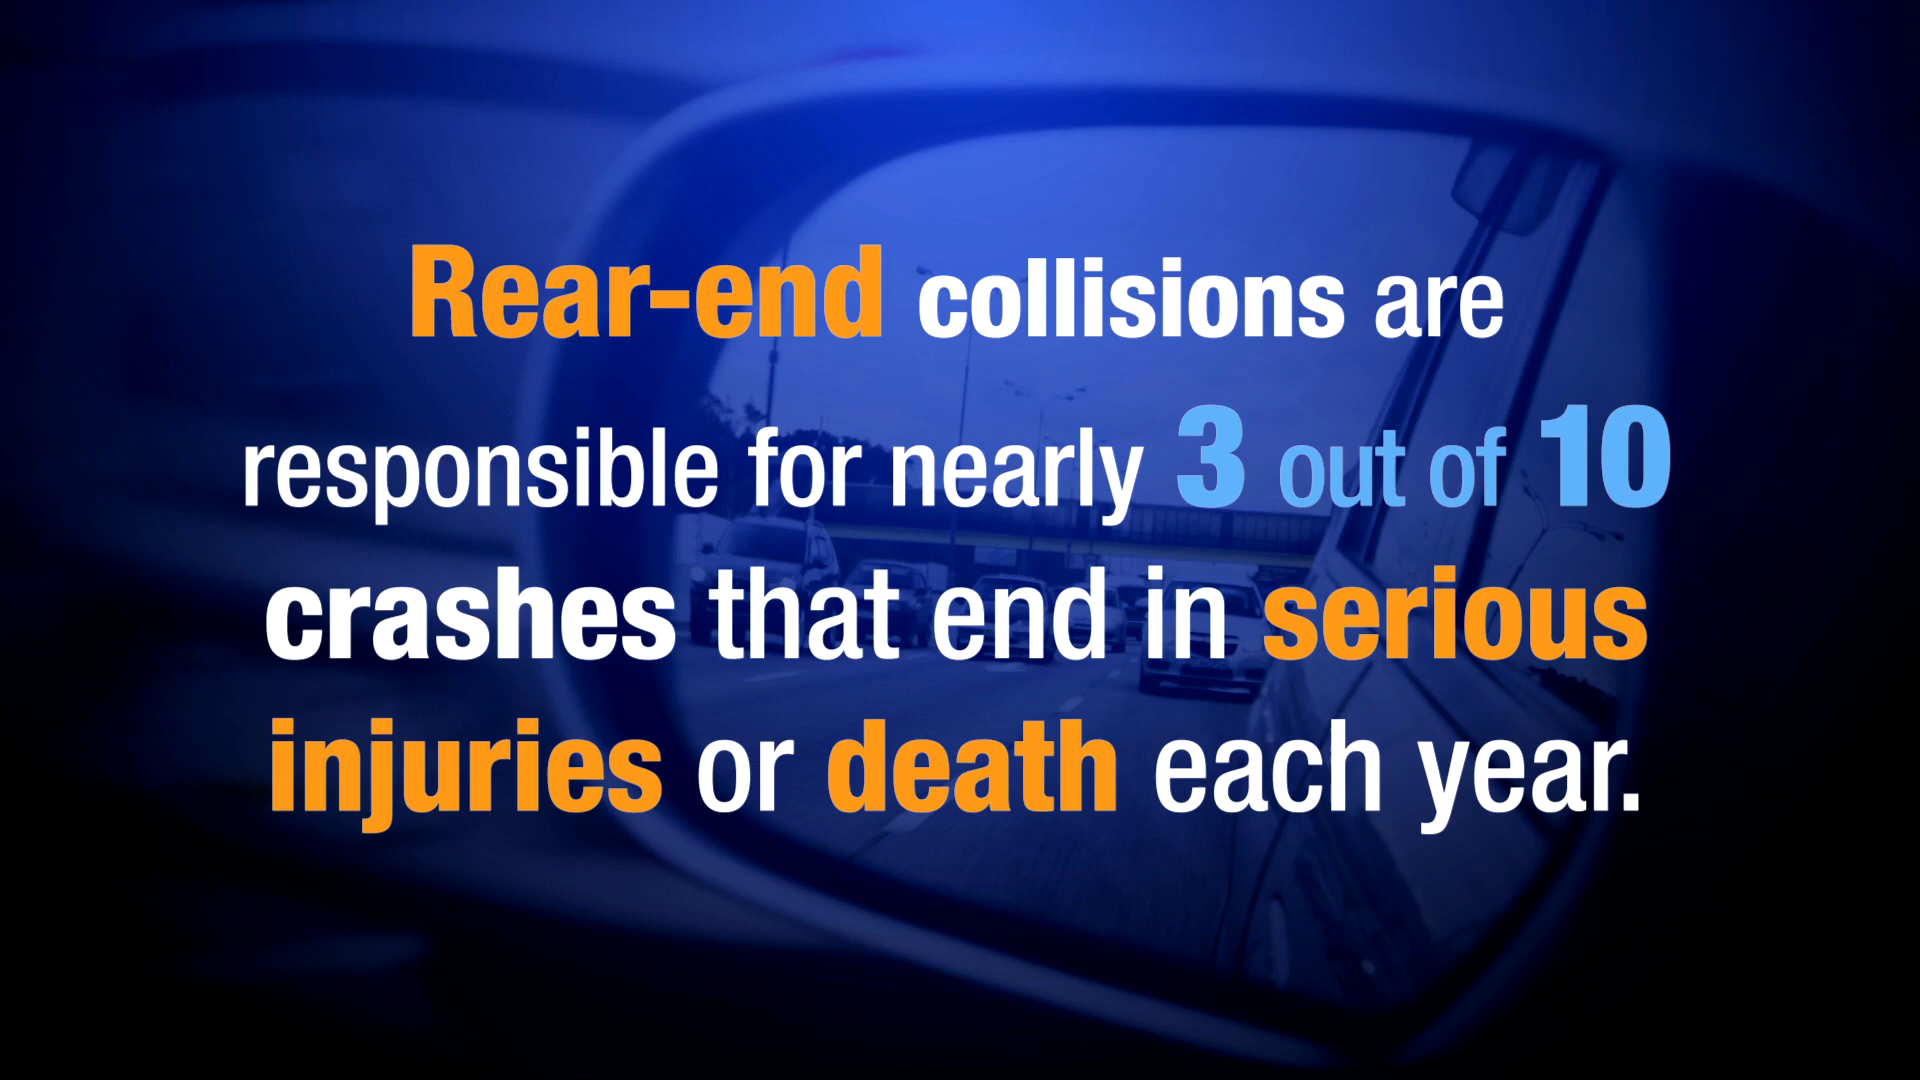 Rear-end collisions are
responsible for nearly 3 out of 10
crashes that end in serious
injuries or death each year.